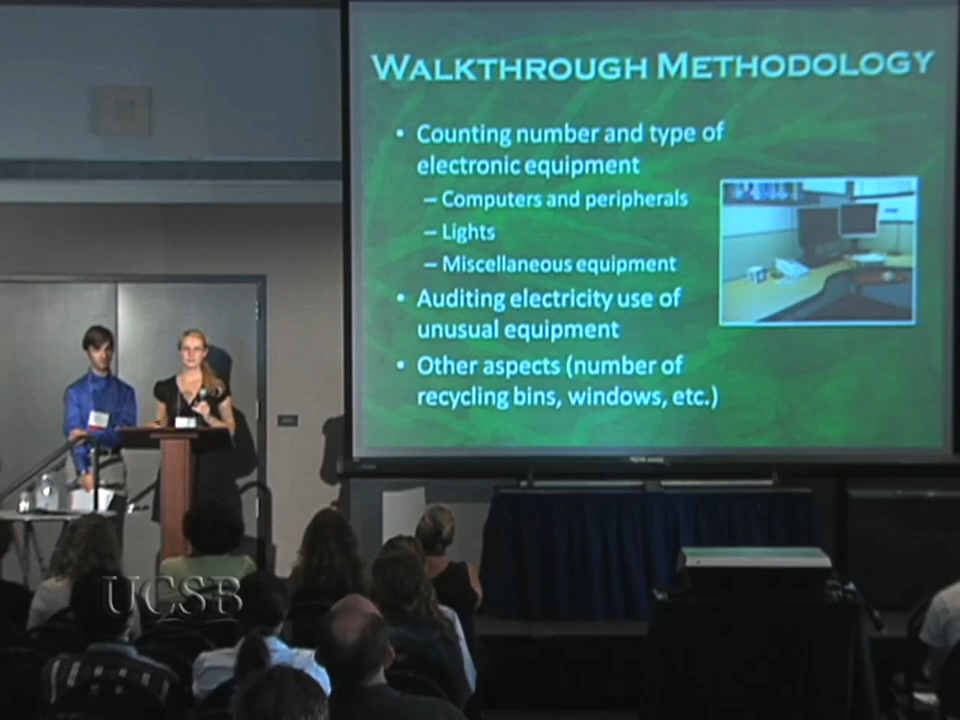 WALKTHROUGH METHODOLOGY
• Counting number and type of
electronic equipment
– Computers and peripherals
– Lights
– Miscellaneous equipment
• Auditing electricity use of
unusual equipment
• Other aspects (number of
recycling bins, windows, etc.)
UCSB